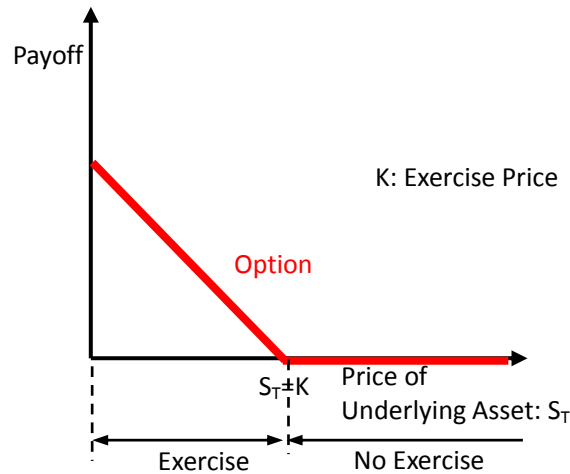 Payoff
K: Exercise Price
Option
S_T=K
Price of
Underlying Asset: S_T
Exercise
No Exercise